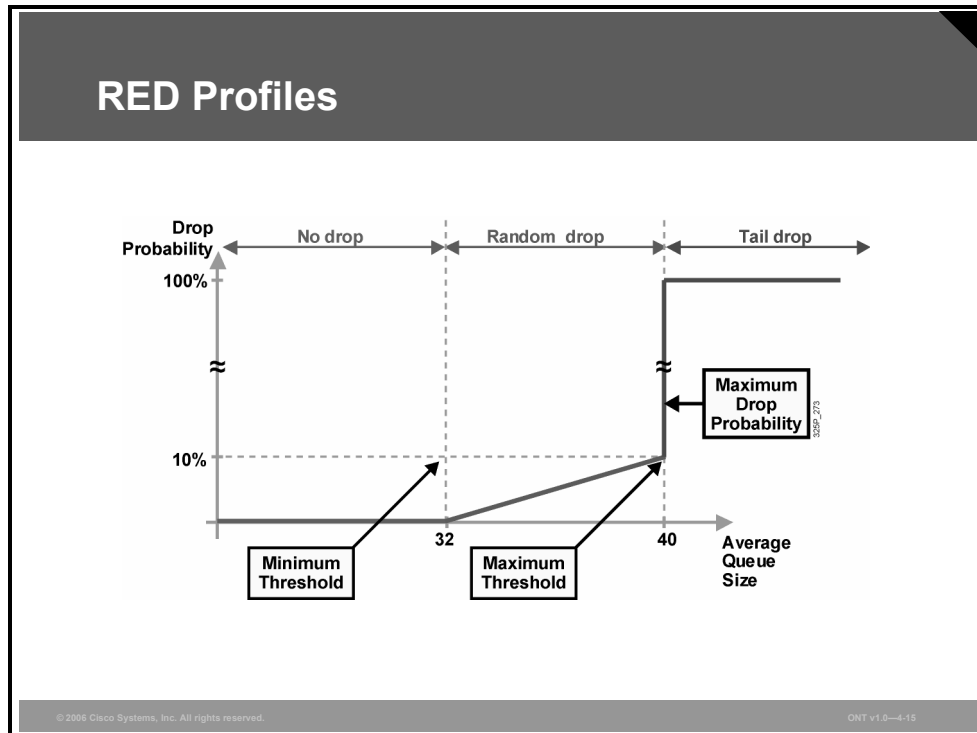 RED Profiles
Drop
Probability
No drop
Random drop
Tail drop
100%
≈
≈
Maximum
Drop
Probability
325P_273
10%
32
40
Average
Queue
Size
Minimum
Threshold
Maximum
Threshold
© 2006 Cisco Systems, Inc. All rights reserved.
ONT v1.0—4-15